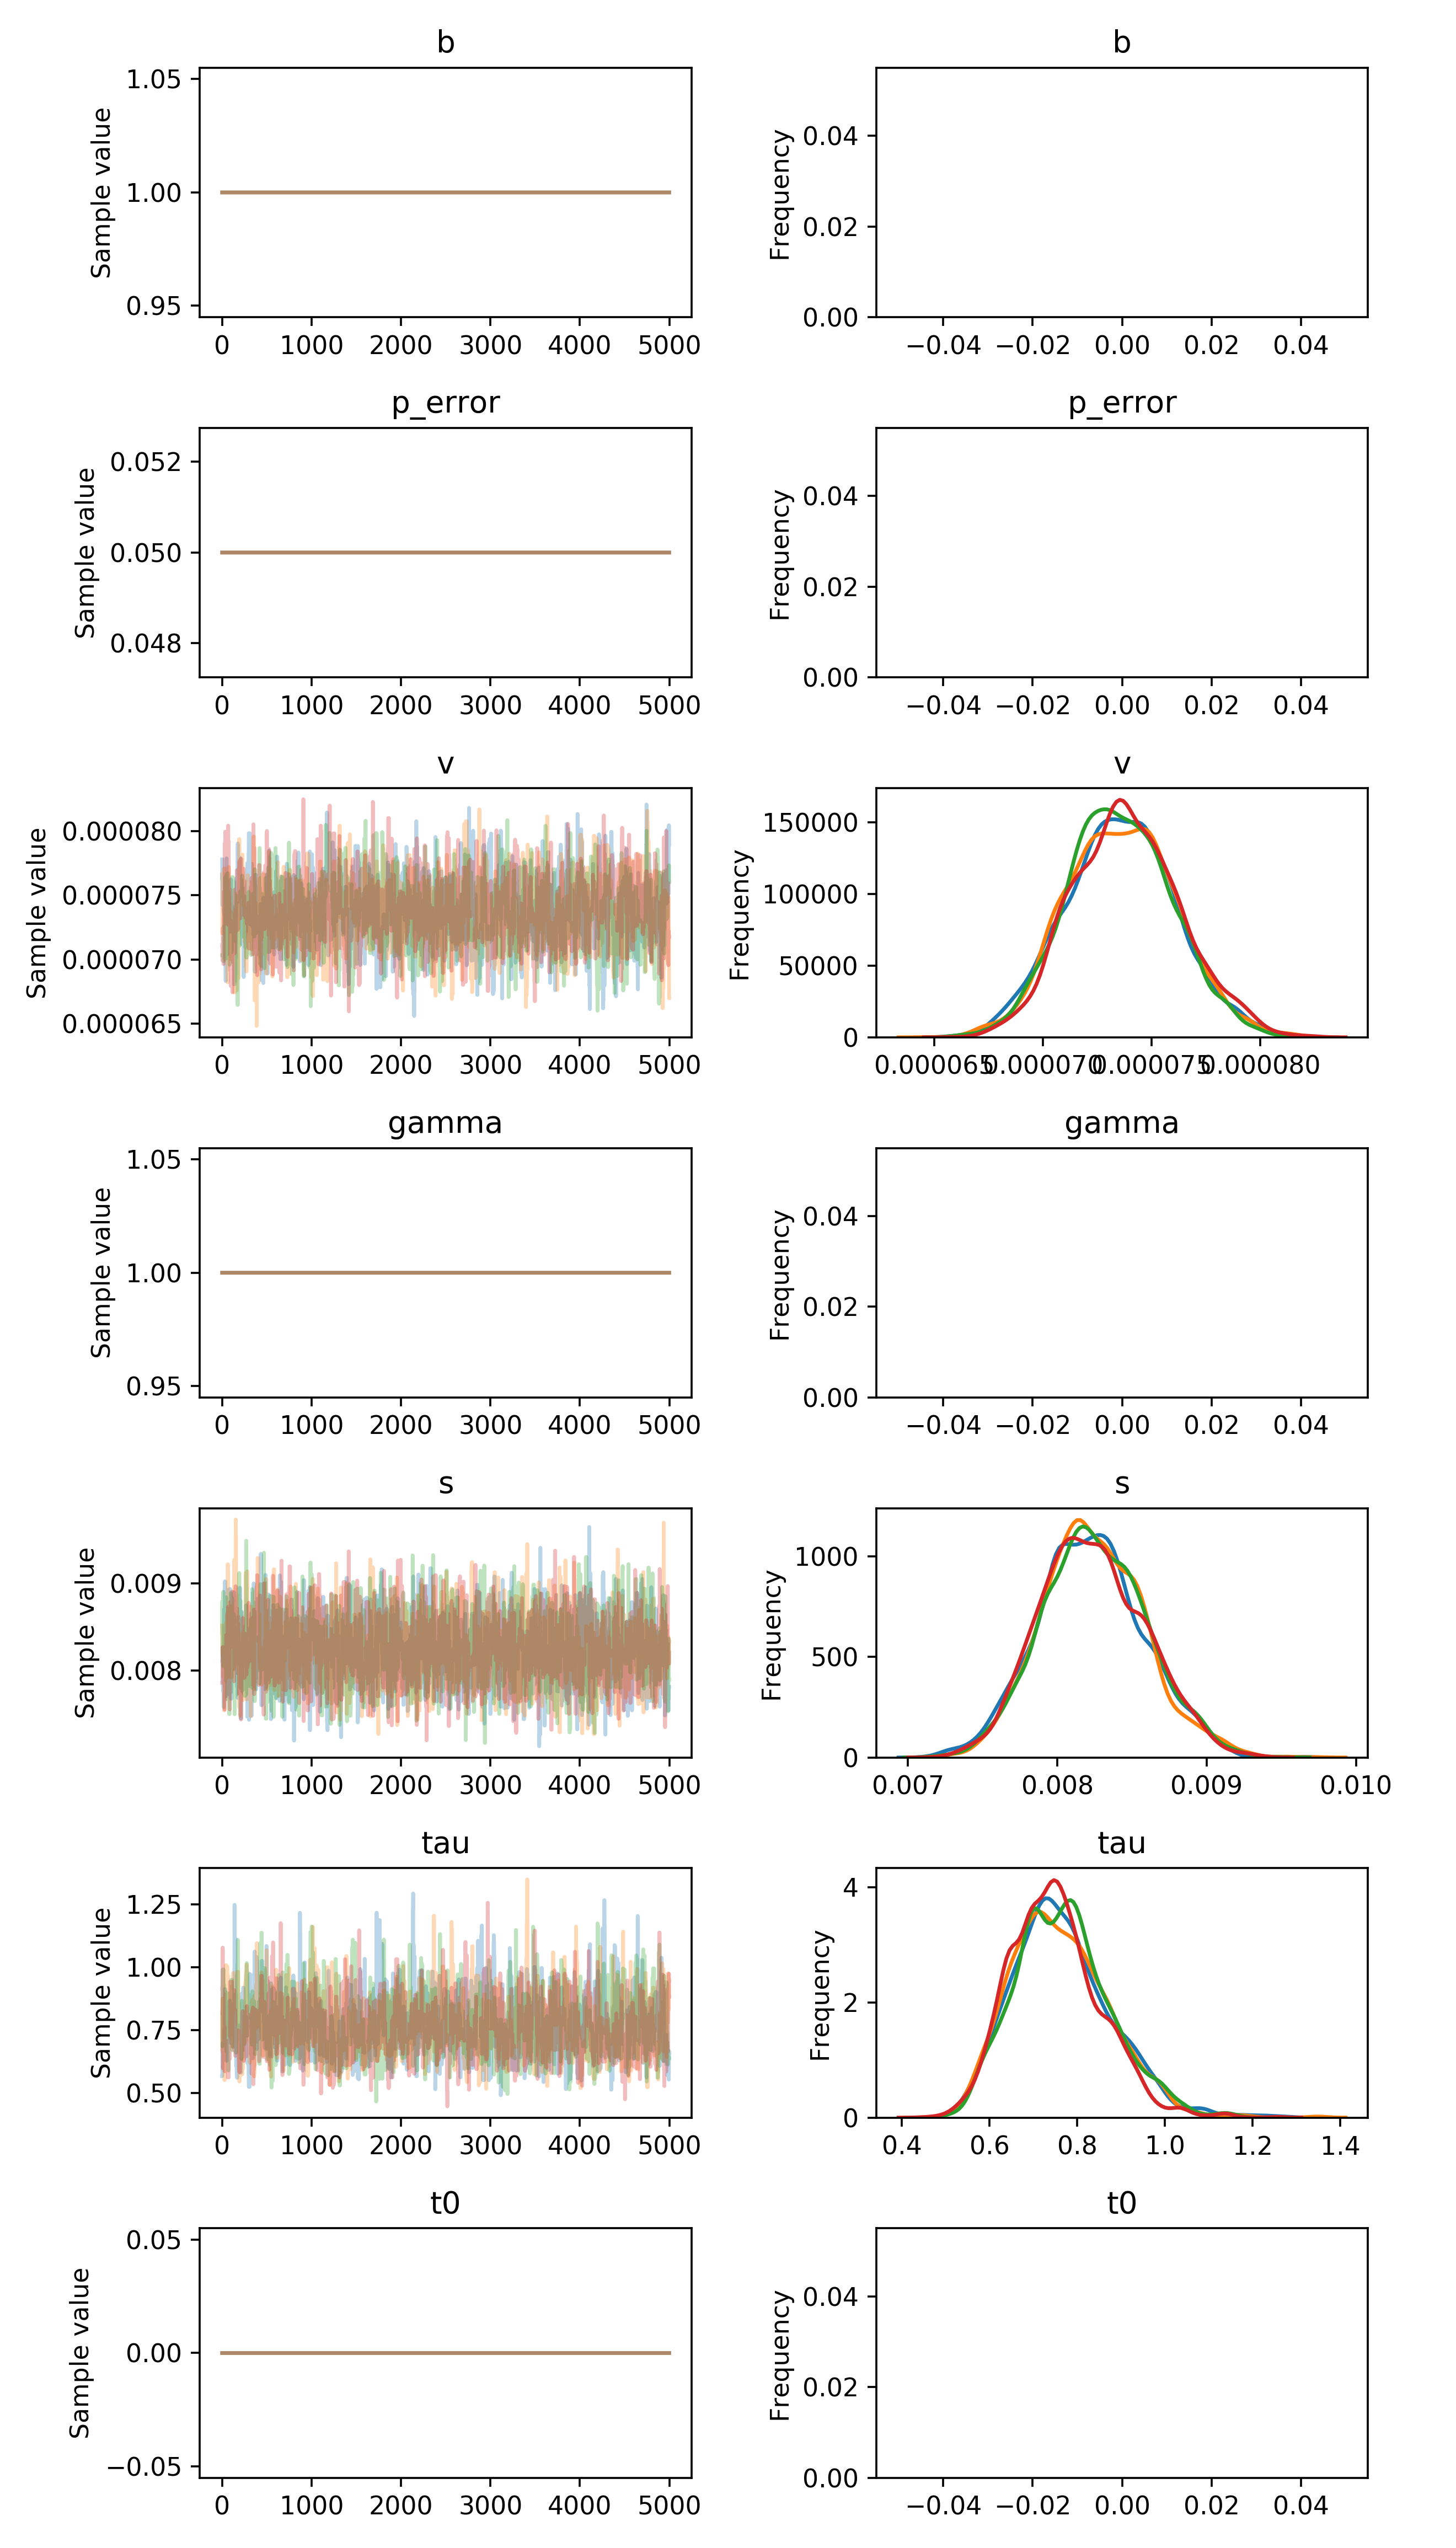 b
b
Sample value
1.05
1.00
0.95
0 1000 2000 3000 4000 5000
Frequency
0.04
0.02
0.00
−0.04 −0.02 0.00 0.02 0.04
p_error
p_error
Sample value
0.052
0.050
0.048
0 1000 2000 3000 4000 5000
Frequency
0.04
0.02
0.00
−0.04 −0.02 0.00 0.02 0.04
v
v
Sample value
0.000080
0.000075
0.000070
0.000065
0 1000 2000 3000 4000 5000
Frequency
150000
100000
50000
0
0.000065 0.000070 0.000075 0.000080
gamma
gamma
Sample value
1.05
1.00
0.95
0 1000 2000 3000 4000 5000
Frequency
0.04
0.02
0.00
−0.04 −0.02 0.00 0.02 0.04
s
s
Sample value
0.009
0.008
0 1000 2000 3000 4000 5000
Frequency
1000
500
0
0.007 0.008 0.009 0.010
tau
tau
Sample value
1.25
1.00
0.75
0.50
0 1000 2000 3000 4000 5000
Frequency
4
2
0
0.4 0.6 0.8 1.0 1.2 1.4
t0
t0
Sample value
0.05
0.00
−0.05
0 1000 2000 3000 4000 5000
Frequency
0.04
0.02
0.00
−0.04 −0.02 0.00 0.02 0.04